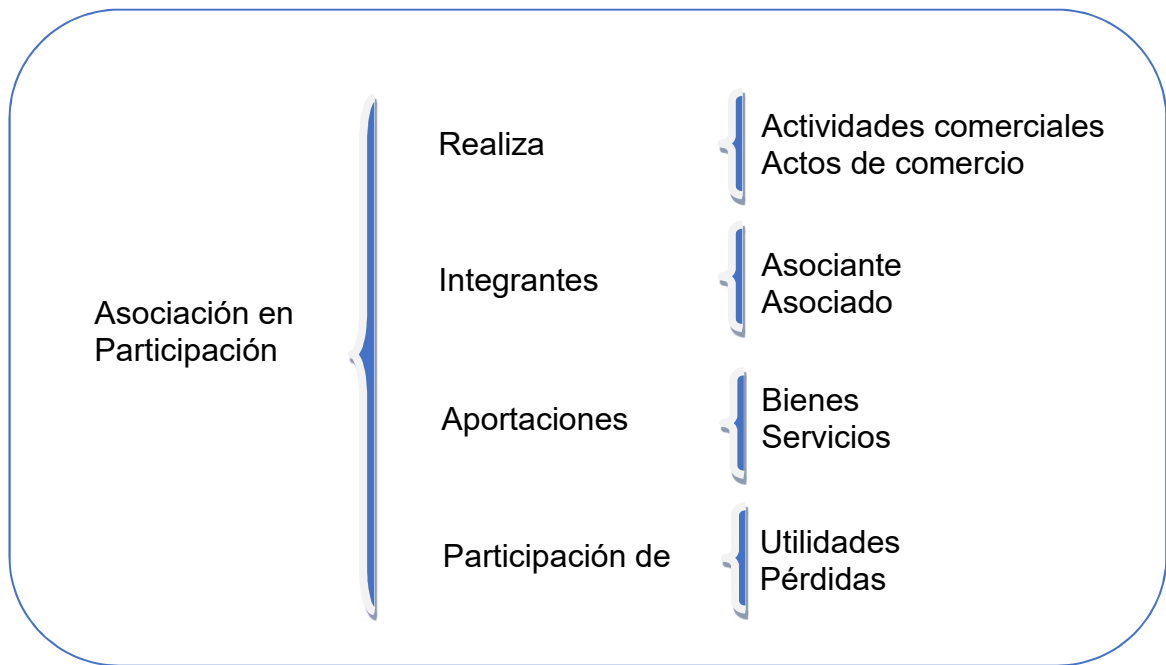 Asociación en
Participación
Realiza
Actividades comerciales
Actos de comercio
Integrantes
Asociante
Asociado
Aportaciones
Bienes
Servicios
Participación de
Utilidades
Pérdidas